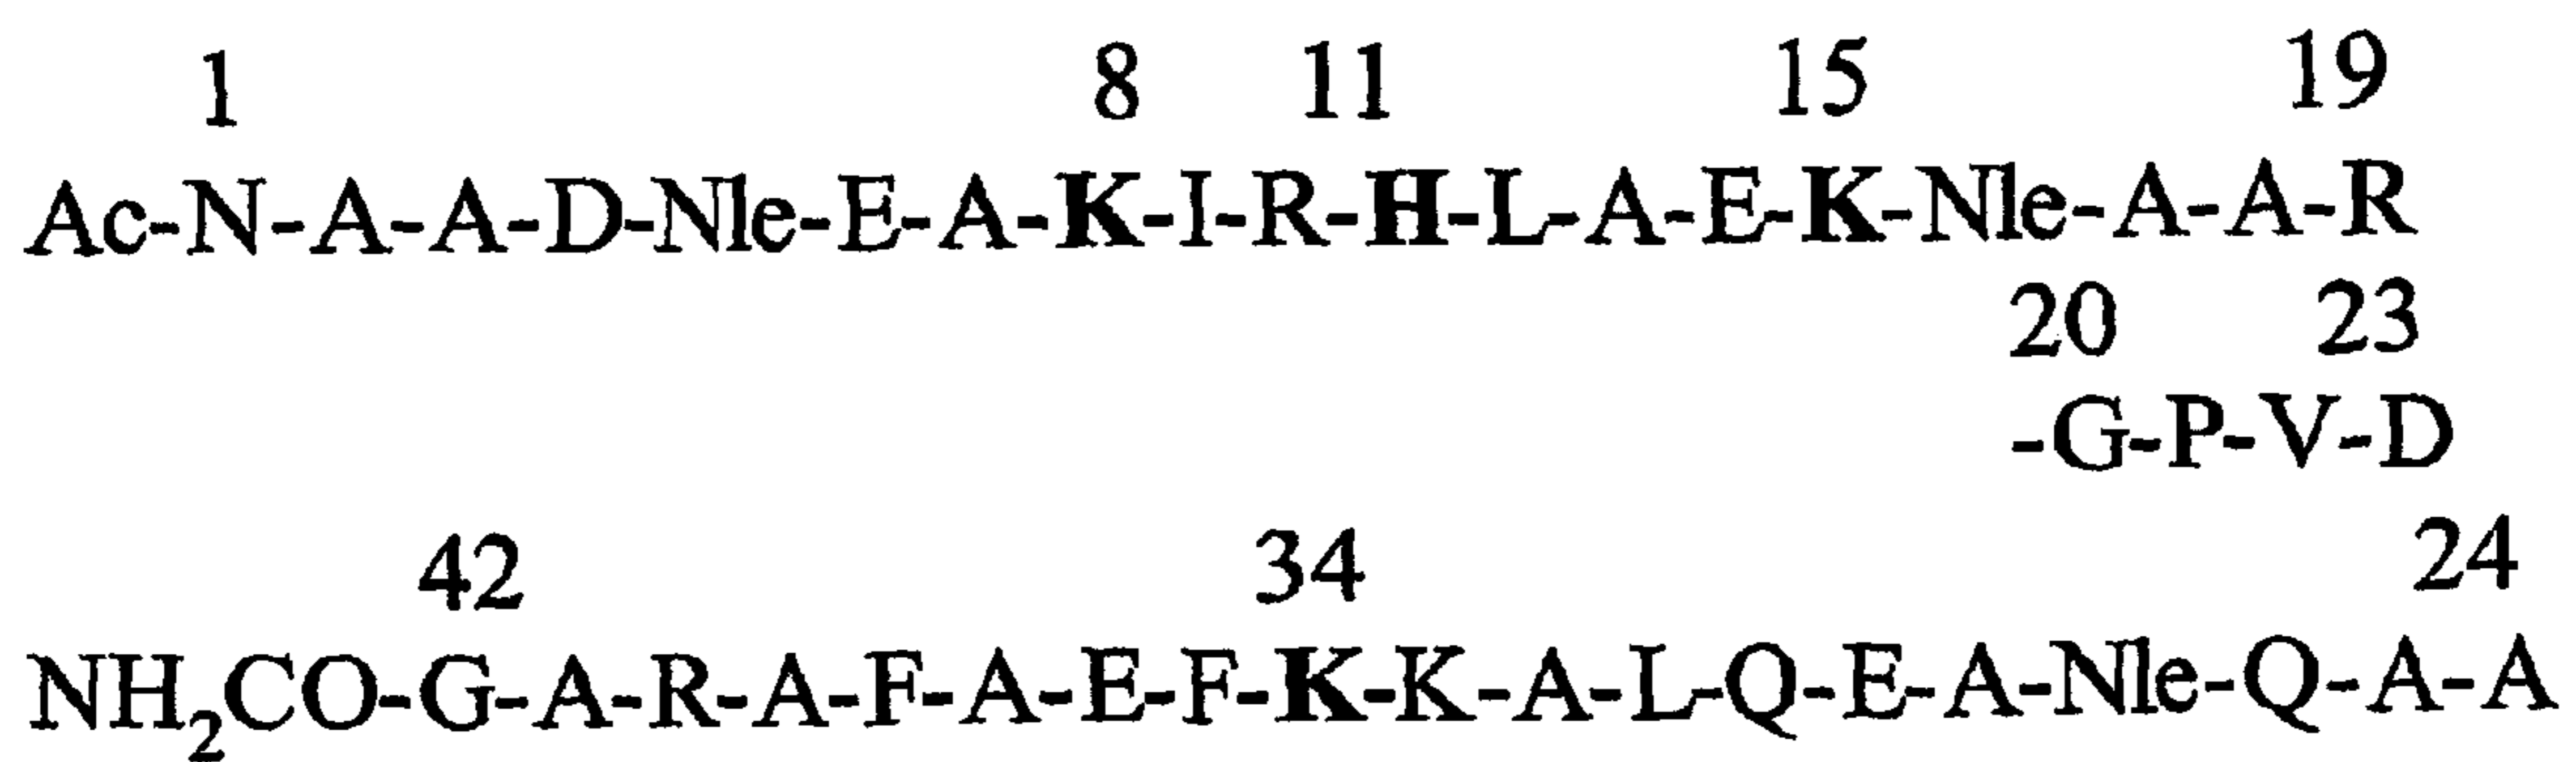 1 8 11 15 19
Ac-N-A-A-D-Nle-E-A-K-I-R-H-L-A-E-K-Nle-A-A-R
20 23
-G-P-V-D
42 34 24
NH₂CO-G-A-R-A-F-A-E-F-K-K-A-L-Q-E-A-Nle-Q-A-A